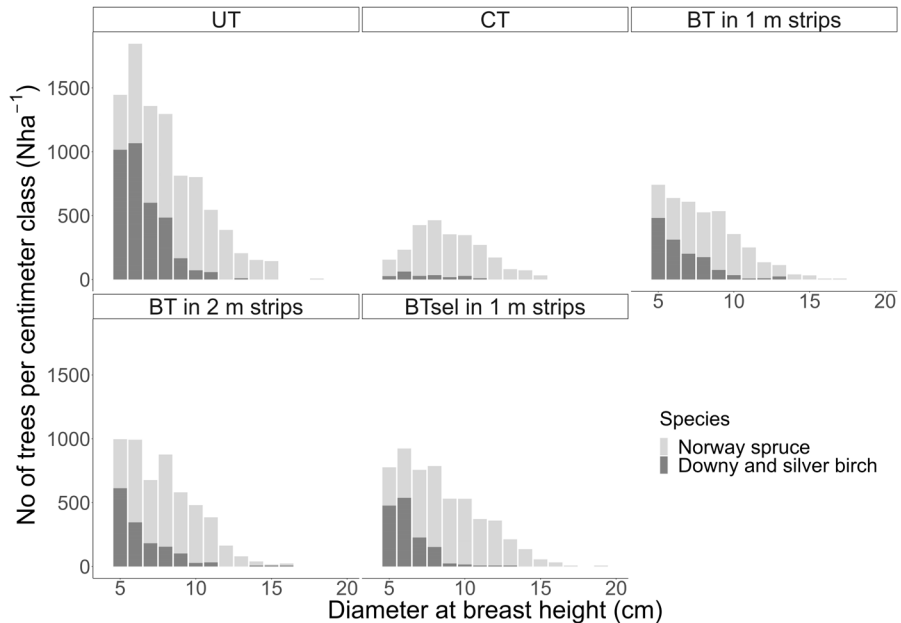 UT
CT
BT in 1 m strips
No of trees per centimeter class (Nha⁻¹)
1500
1000
500
0
5
10
15
20
BT in 2 m strips
BTsel in 1 m strips
1500
1000
500
0
5
10
15
20
5
10
15
20
Species
Norway spruce
Downy and silver birch
Diameter at breast height (cm)